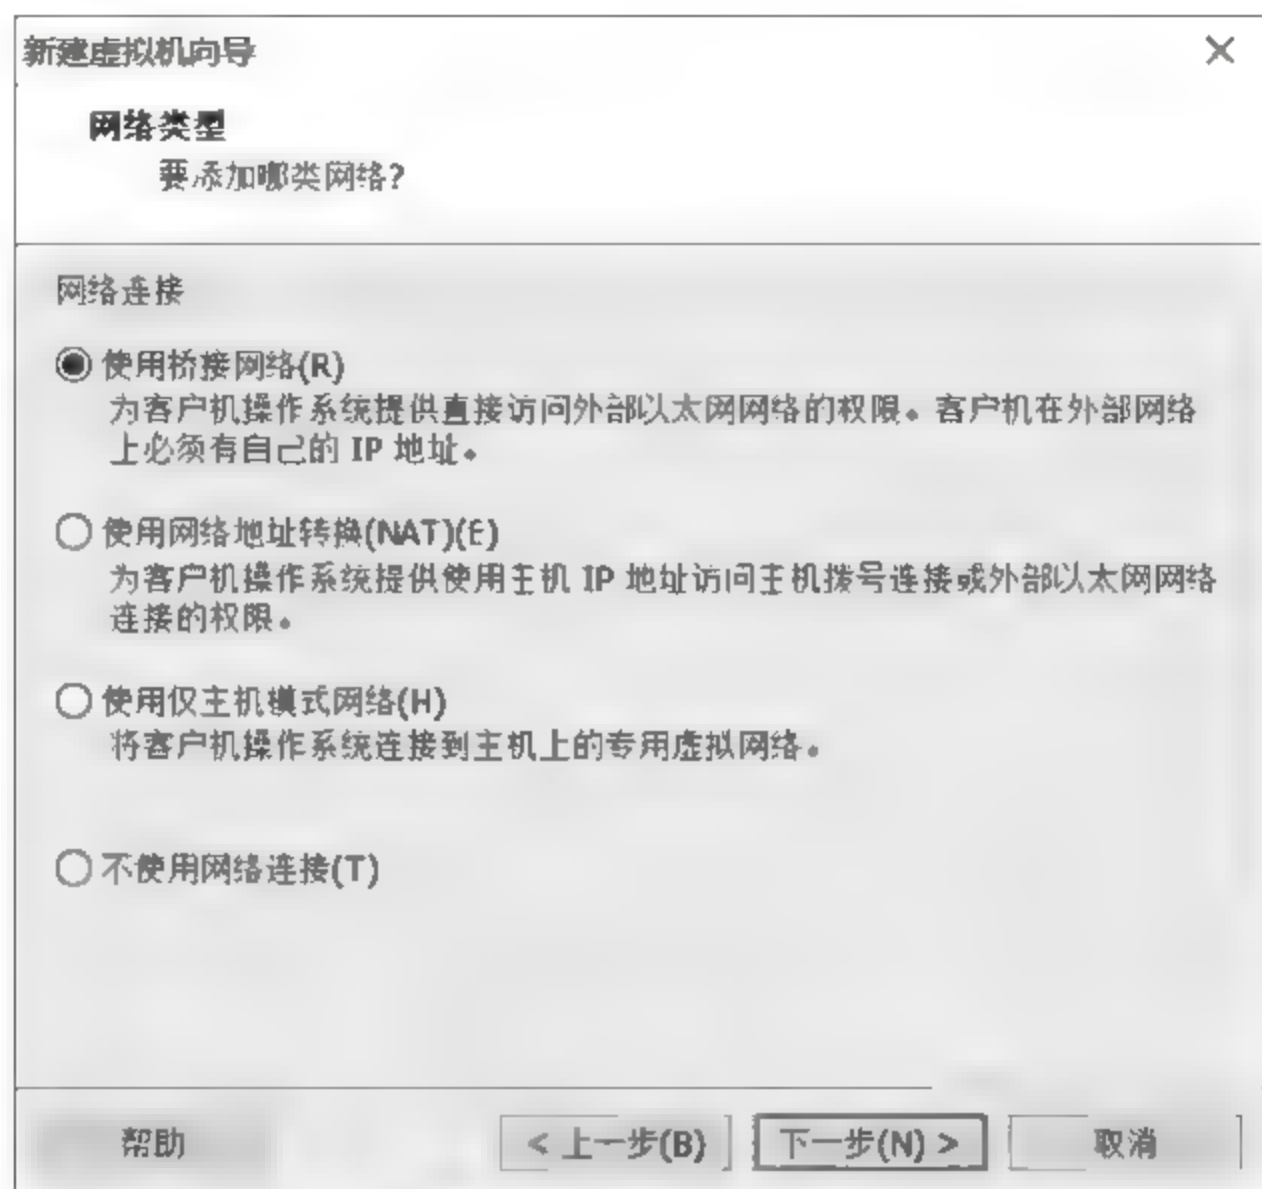 新建虚拟机向导
网络类型
要添加哪类网络?
网络连接
使用桥接网络(R)
为客户机操作系统提供直接访问外部以太网网络的权限。客户机在外部网络
上必须有自己的 IP 地址。
使用网络地址转换(NAT)(E)
为客户机操作系统提供使用主机 IP 地址访问主机拨号连接或外部以太网网络
连接的权限。
使用仅主机模式网络(H)
将客户机操作系统连接到主机上的专用虚拟网络。
不使用网络连接(T)
帮助 < 上一步(B) 下一步(N) > 取消